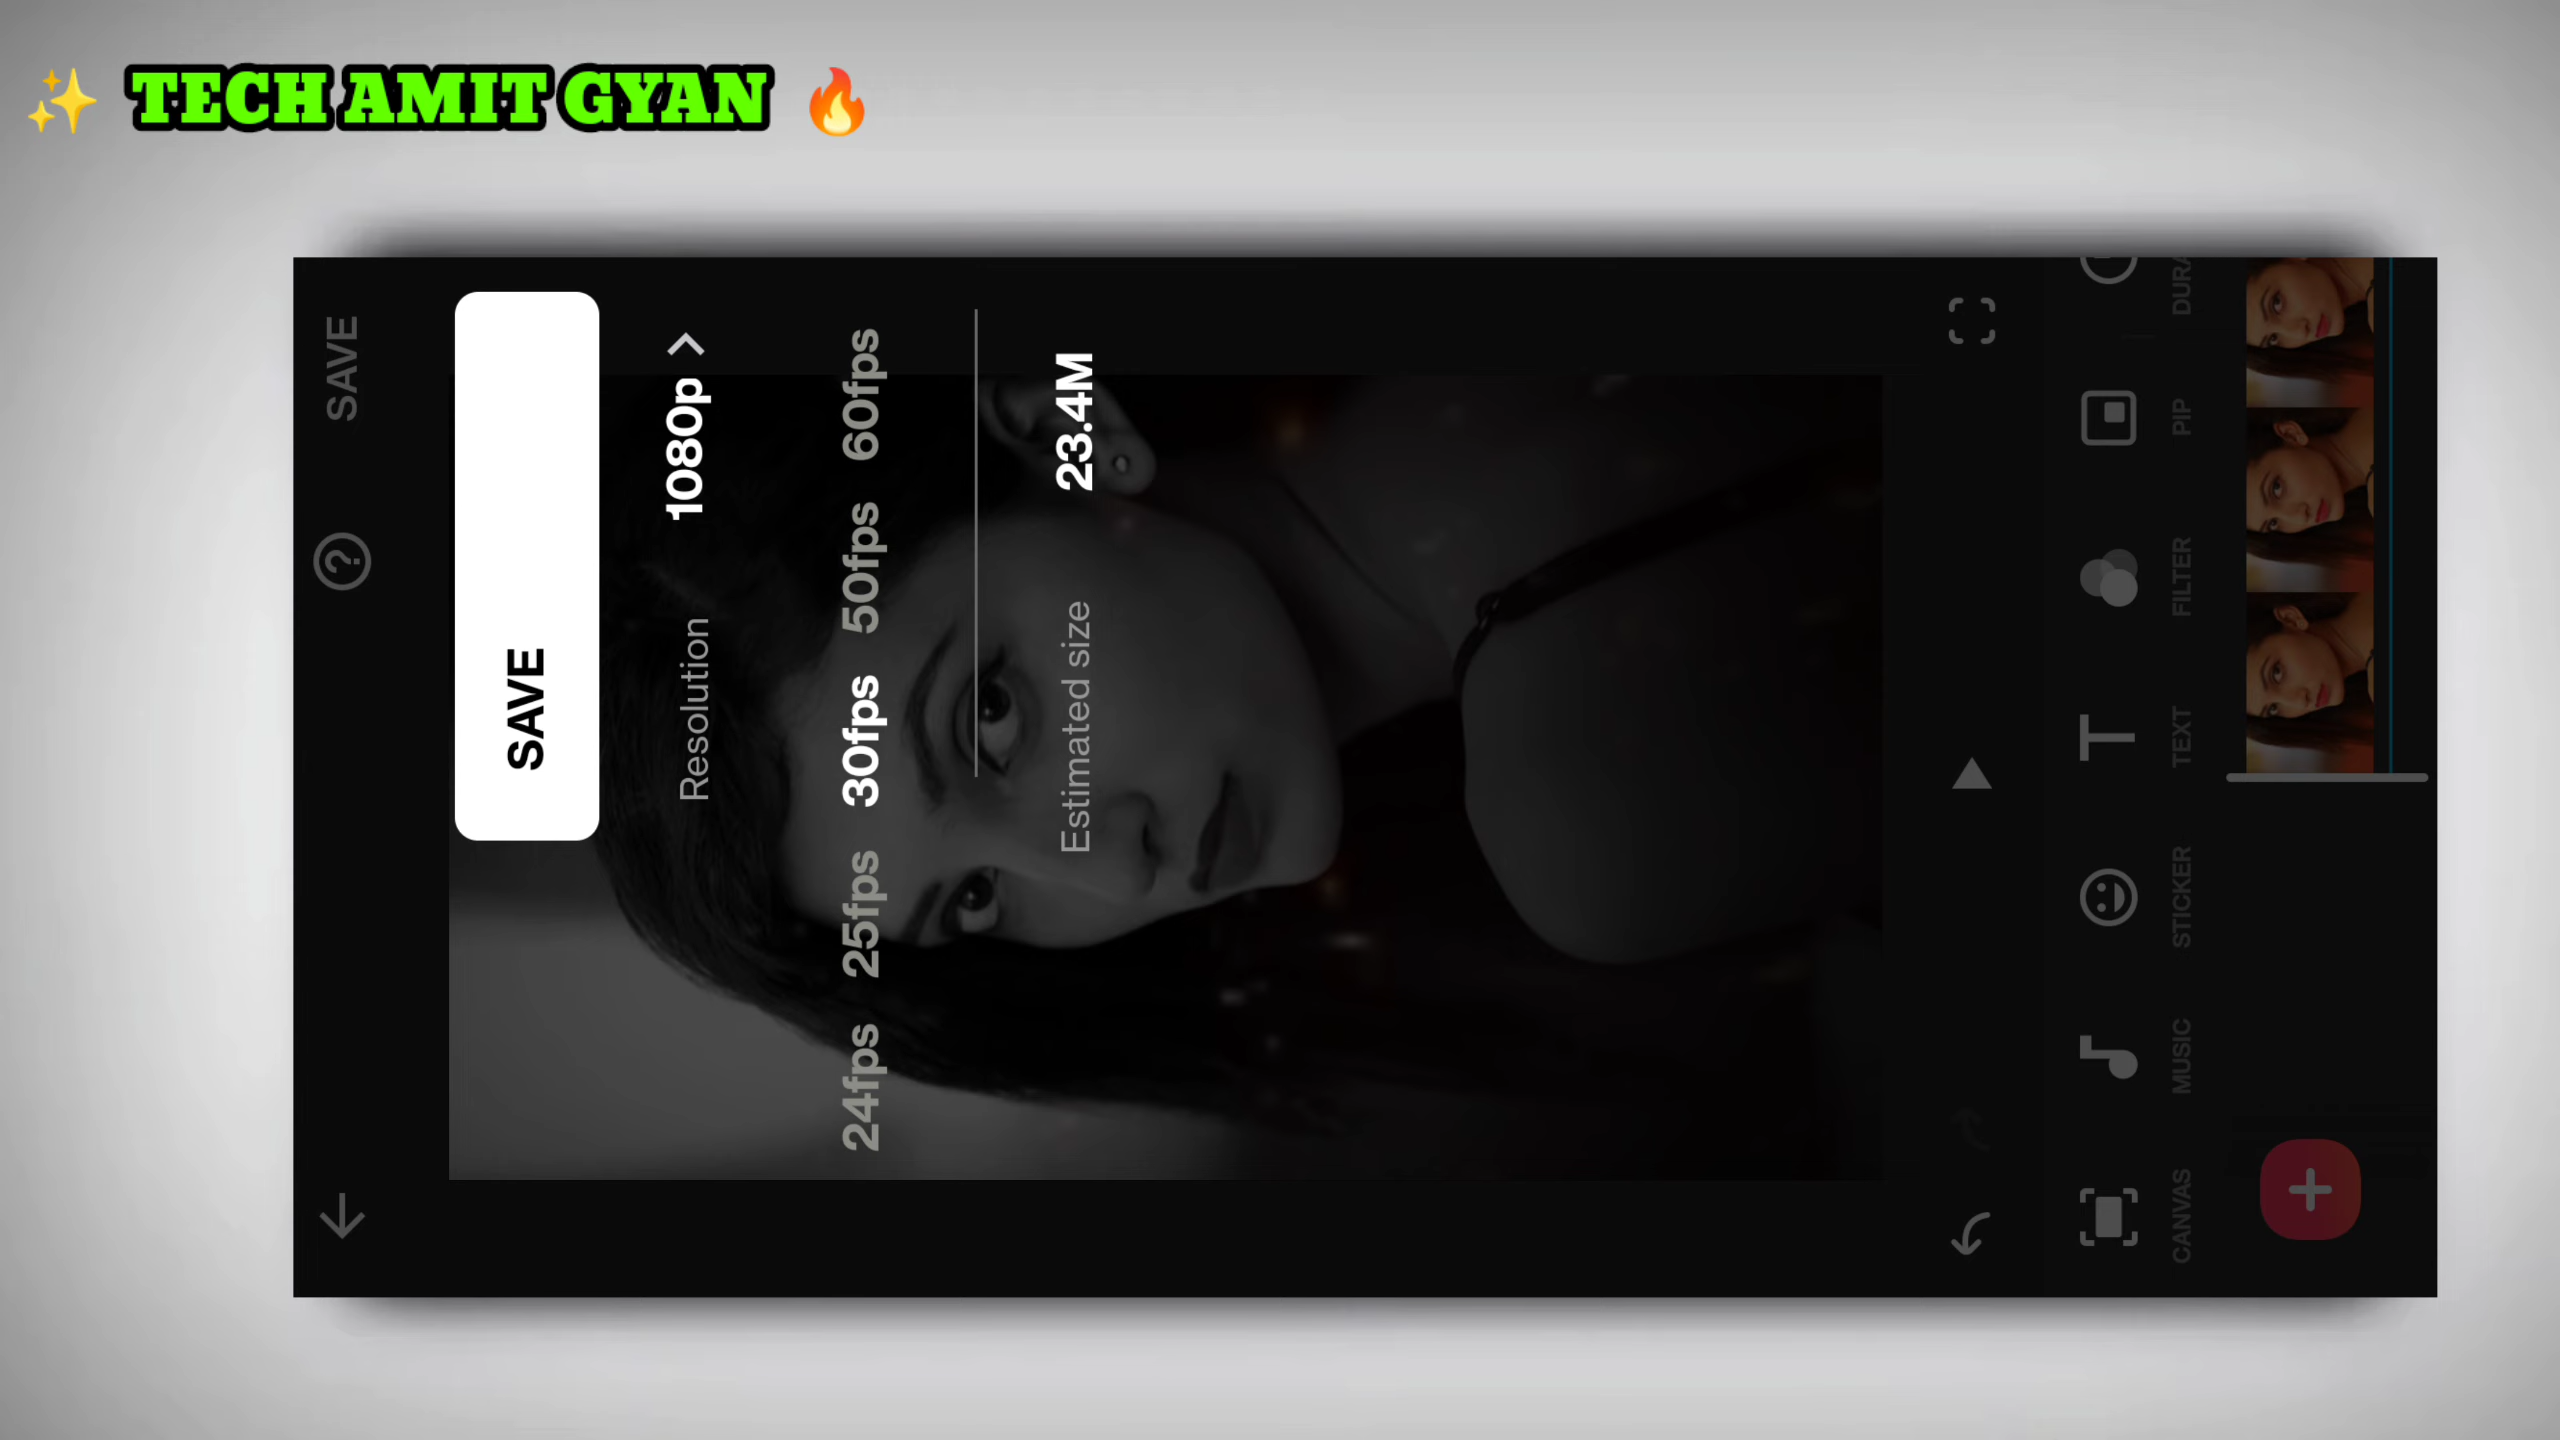 ✨ TECH AMIT GYAN 🔥
SAVE
SAVE
Resolution 1080p
24fps 25fps 30fps 50fps 60fps
Estimated size 23.4M
CANVAS MUSIC STICKER TEXT FILTER PIP DURA